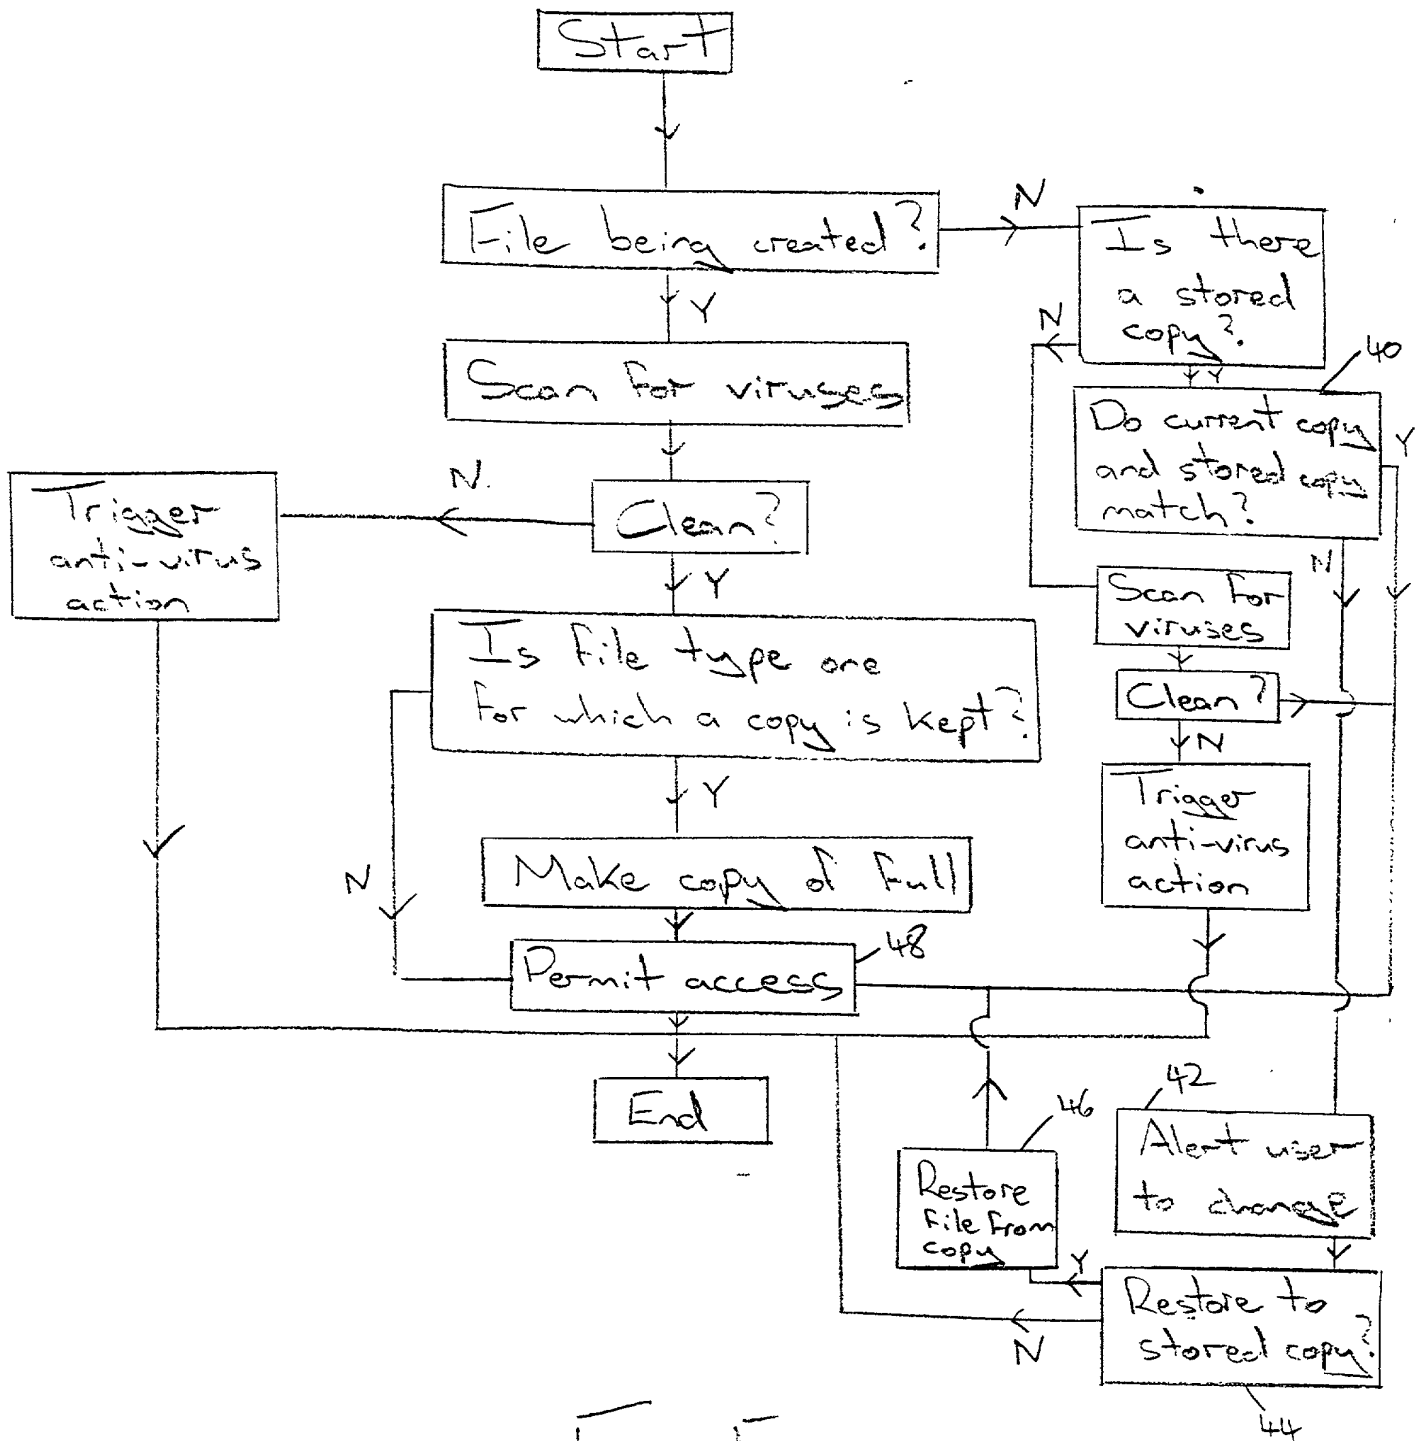 Start
File being created?
N
Y
Is there
a stored
copy?
N
Y
40
Scan for viruses
Do current copy
and stored copy
match?
Y
N
N.
Clean?
Y
Trigger
anti-virus
action
Scan for
viruses
Is file type one
for which a copy is kept?
Clean?
N
Y
N
Trigger
anti-virus
action
Make copy of full
48
Permit access
End
42
46
Alert user
to change
Restore
file from
copy
Y
Restore to
stored copy?
N
44